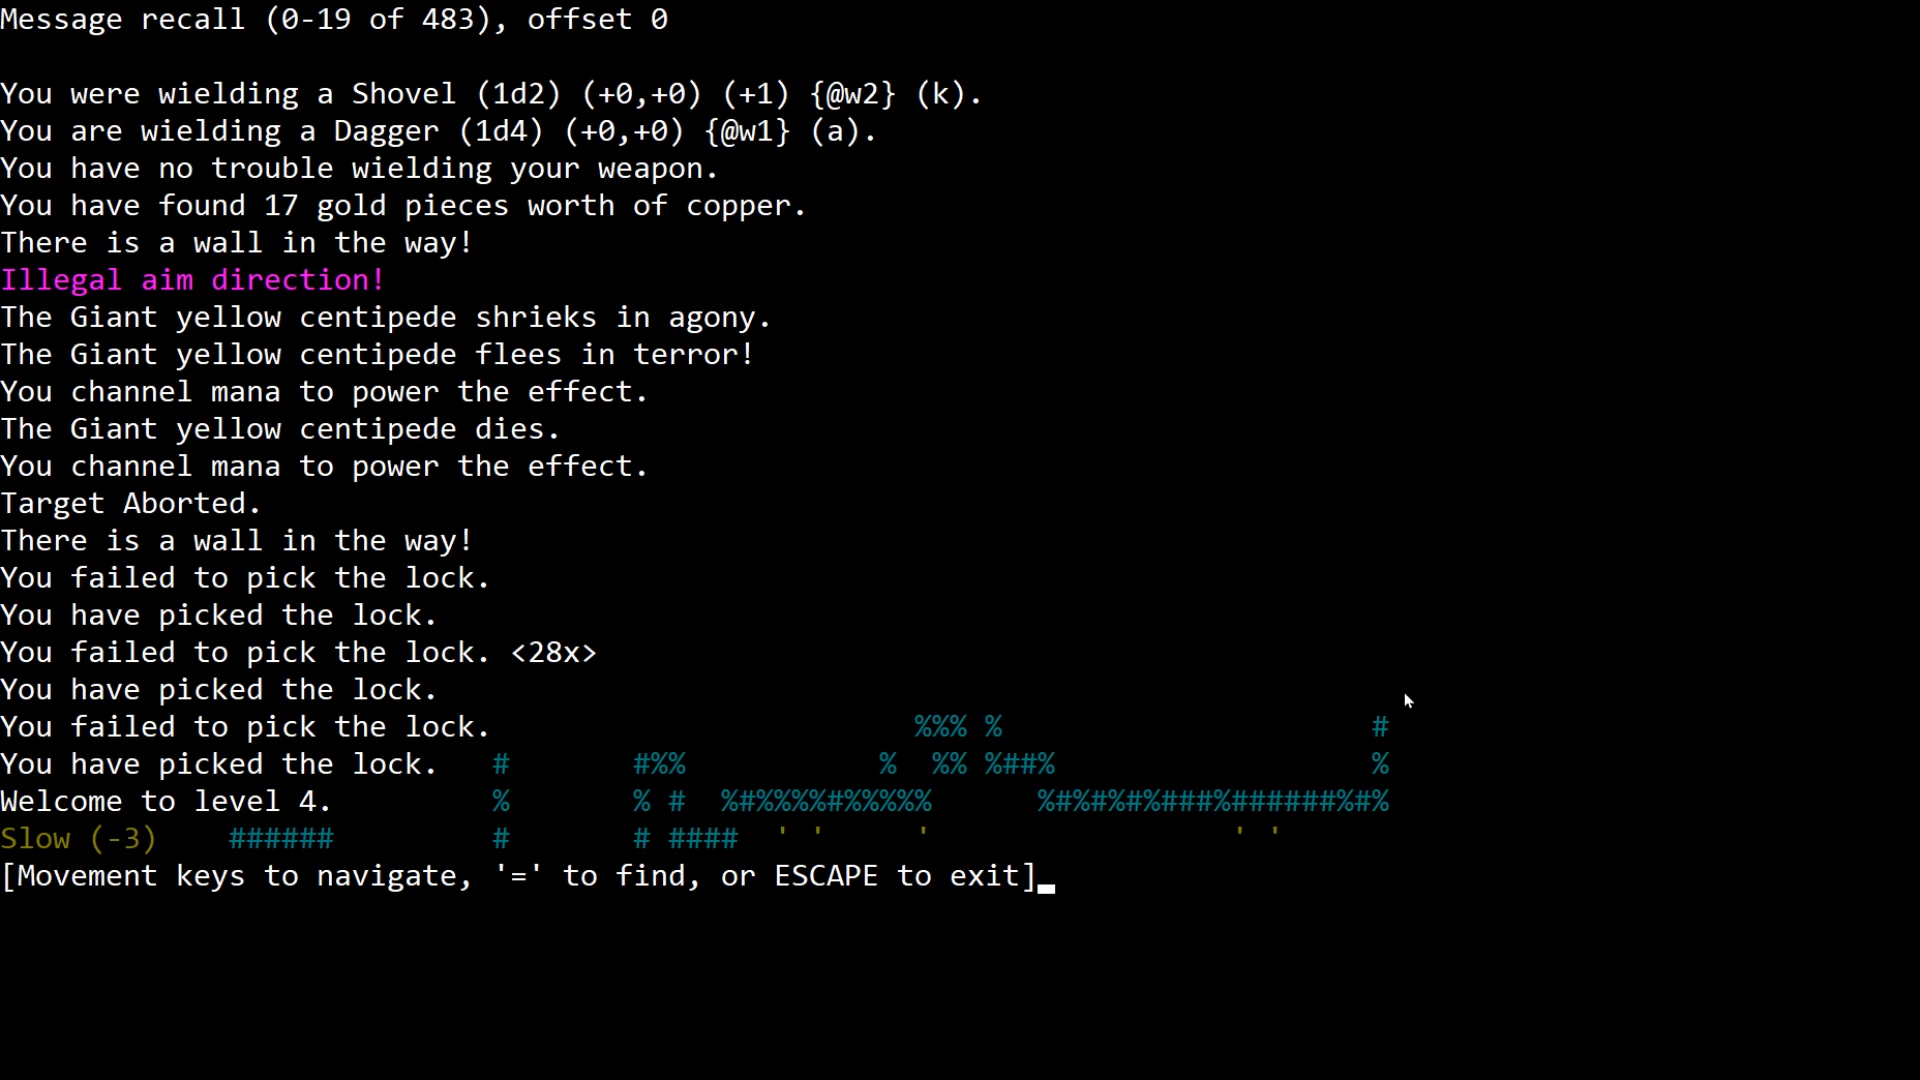 Message recall (0-19 of 483), offset 0
You were wielding a Shovel (1d2) (+0,+0) (+1) {@w2} (k).
You are wielding a Dagger (1d4) (+0,+0) {@w1} (a).
You have no trouble wielding your weapon.
You have found 17 gold pieces worth of copper.
There is a wall in the way!
Illegal aim direction!
The Giant yellow centipede shrieks in agony.
The Giant yellow centipede flees in terror!
You channel mana to power the effect.
The Giant yellow centipede dies.
You channel mana to power the effect.
Target Aborted.
There is a wall in the way!
You failed to pick the lock.
You have picked the lock.
You failed to pick the lock. <28x>
You have picked the lock.
You failed to pick the lock.                        %%% %                     #
You have picked the lock.   #       #%%           %  %% %##%                  %
Welcome to level 4.         %       % #  %#%%%%#%%%%%      %#%#%#%###%######%#%
Slow (-3)    ######         #       # ####  ' '     '                 ' '
[Movement keys to navigate, '=' to find, or ESCAPE to exit]